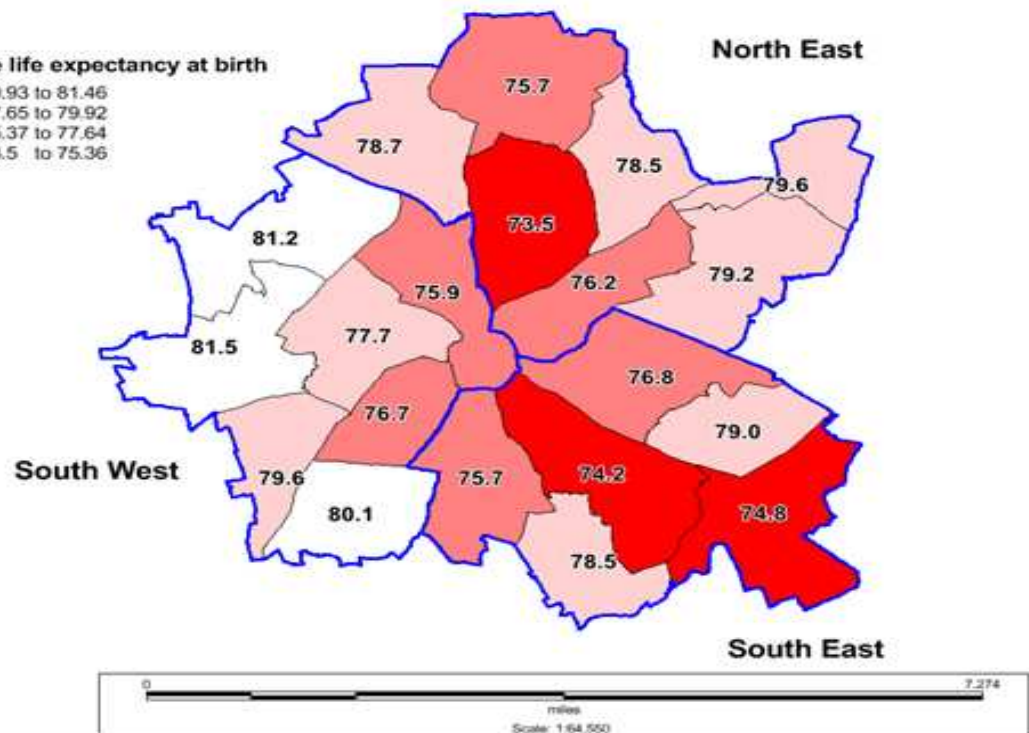 North East
life expectancy at birth
.93 to 81.46
.65 to 79.92
.37 to 77.64
.5 to 75.36
75.7
78.7
78.5
79.6
73.5
81.2
79.2
76.2
75.9
77.7
81.5
76.8
76.7
79.0
South West
79.6
75.7
74.2
80.1
74.8
78.5
South East
0
7.274
miles
Scale: 1:64,550